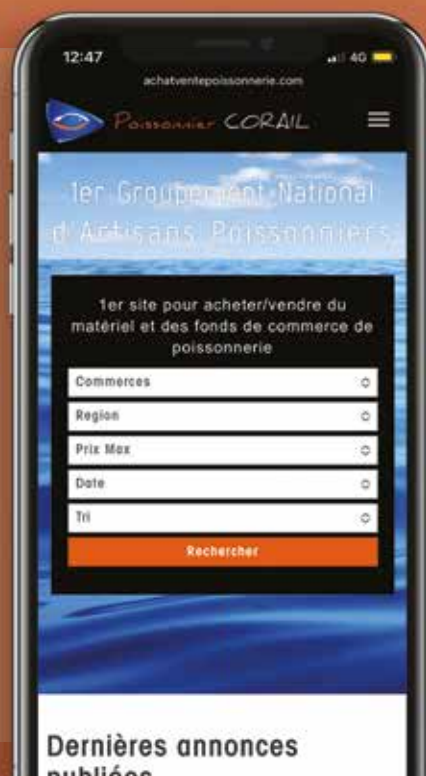 12:47
4G
achatventepoissonnerie.com
Poissonnier CORAIL
1er Groupement National
d'Artisans Poissonniers
1er site pour acheter/vendre du
matériel et des fonds de commerce de
poissonnerie
Commerces
Region
Prix Max
Date
Tri
Rechercher
Dernières annonces
publiées